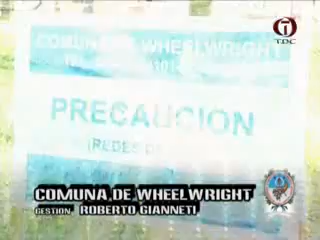 TDC
COMUNA DE WHEELWRIGHT
PRECAUCION
REDES DE
COMUNA DE WHEELWRIGHT
GESTION ROBERTO GIANNETI